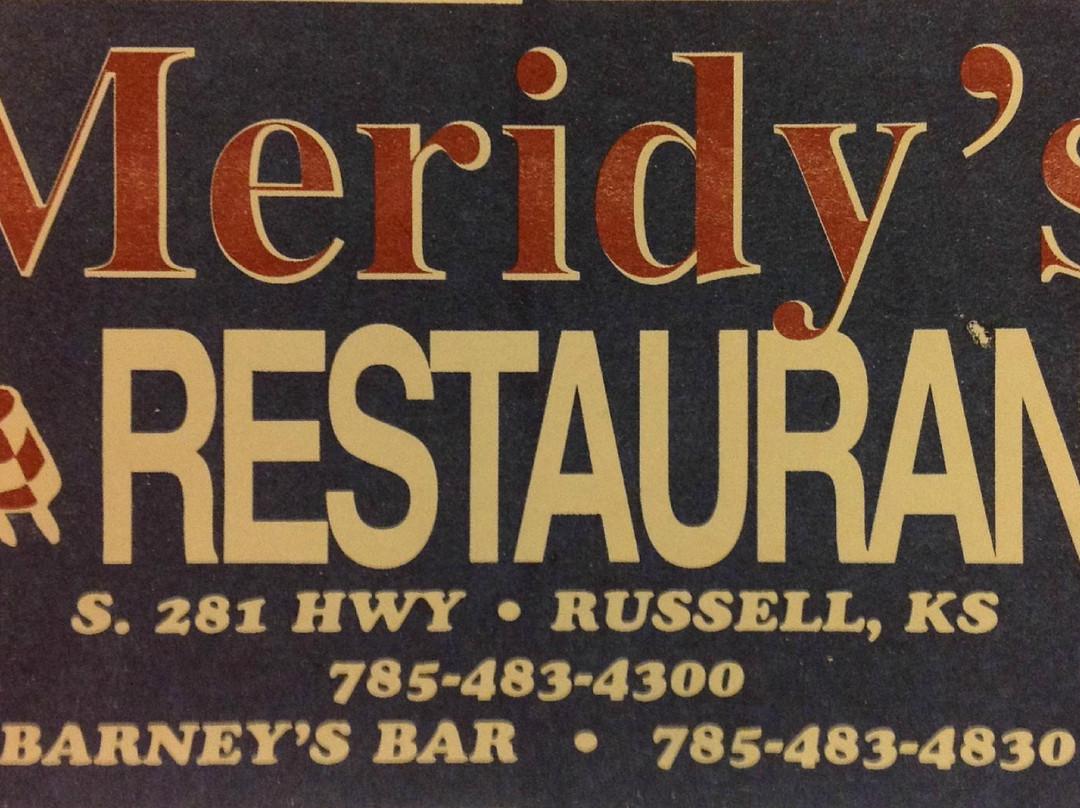 Meridy's
RESTAURAN
S. 281 HWY • RUSSELL, KS
785-483-4300
BARNEY'S BAR • 785-483-4830